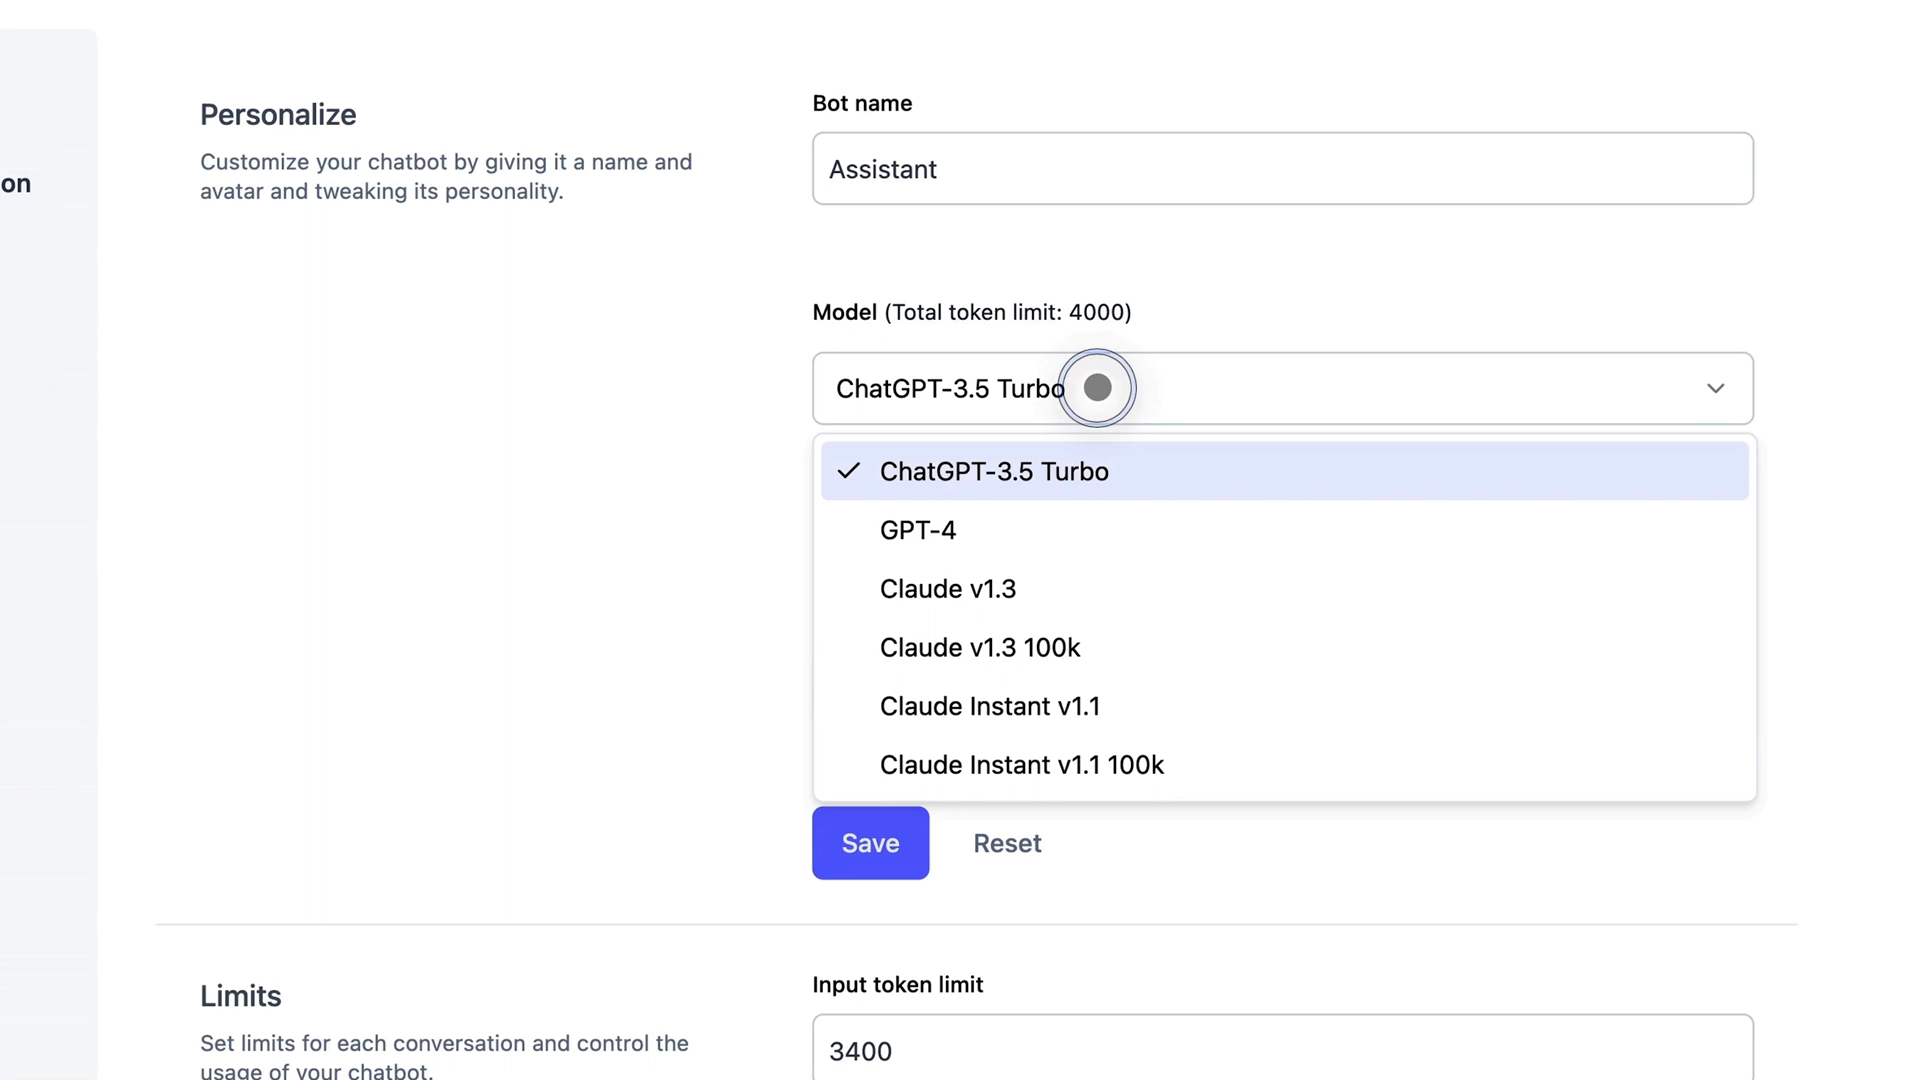 on
Personalize
Customize your chatbot by giving it a name and
avatar and tweaking its personality.
Bot name
Assistant
Model (Total token limit: 4000)
ChatGPT-3.5 Turbo
ChatGPT-3.5 Turbo
GPT-4
Claude v1.3
Claude v1.3 100k
Claude Instant v1.1
Claude Instant v1.1 100k
Save
Reset
Limits
Set limits for each conversation and control the
usage of your chatbot.
Input token limit
3400